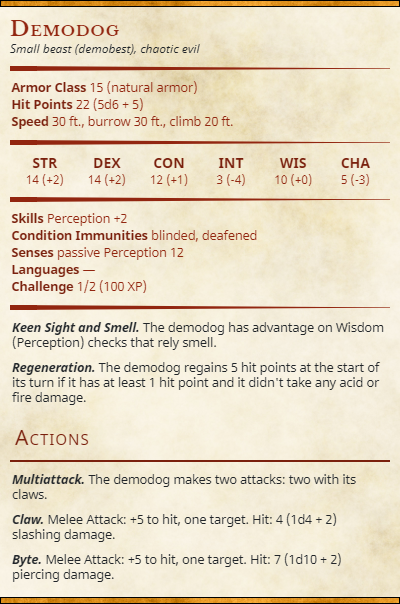 Demodog
Small beast (demobest), chaotic evil
Armor Class 15 (natural armor)
Hit Points 22 (5d6 + 5)
Speed 30 ft., burrow 30 ft., climb 20 ft.
STR DEX CON INT WIS CHA
14 (+2) 14 (+2) 12 (+1) 3 (-4) 10 (+0) 5 (-3)
Skills Perception +2
Condition Immunities blinded, deafened
Senses passive Perception 12
Languages —
Challenge 1/2 (100 XP)
Keen Sight and Smell. The demodog has advantage on Wisdom
(Perception) checks that rely smell.
Regeneration. The demodog regains 5 hit points at the start of
its turn if it has at least 1 hit point and it didn't take any acid or
fire damage.
Actions
Multiattack. The demodog makes two attacks: two with its
claws.
Claw. Melee Attack: +5 to hit, one target. Hit: 4 (1d4 + 2)
slashing damage.
Byte. Melee Attack: +5 to hit, one target. Hit: 7 (1d10 + 2)
piercing damage.